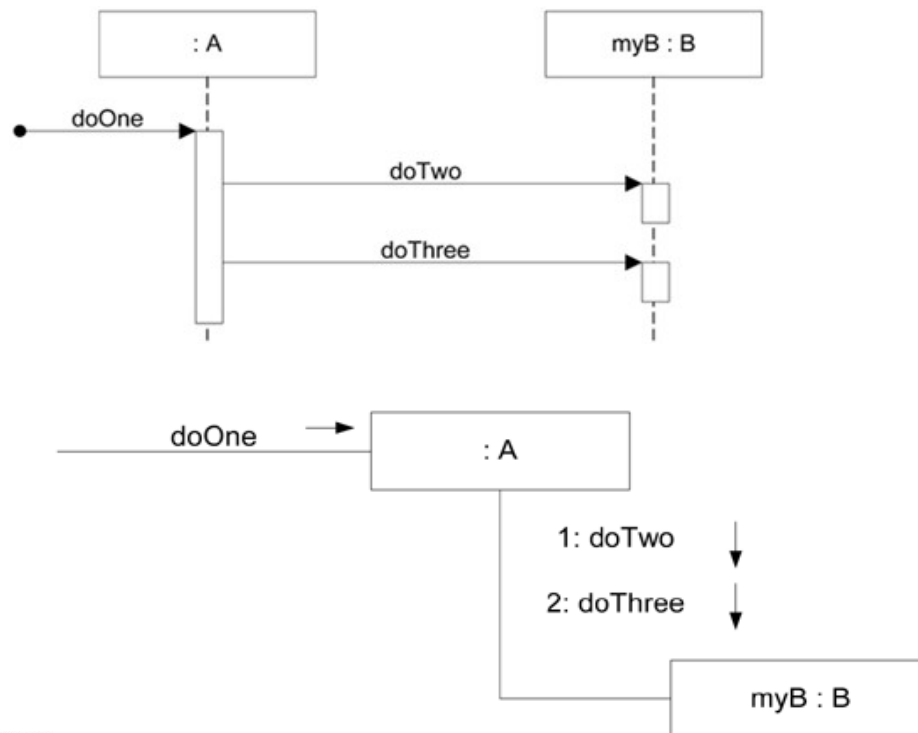 : A
myB : B
doOne
doTwo
doThree
doOne
: A
1: doTwo
2: doThree
myB : B